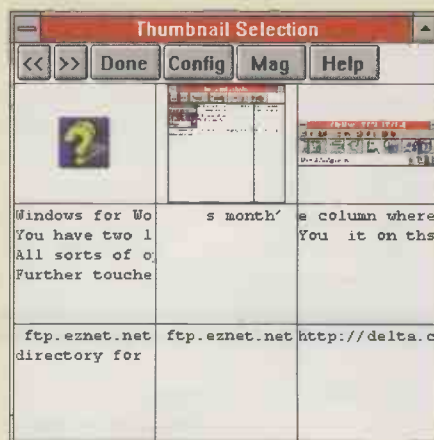 Thumbnail Selection
<< >> Done Config Mag Help
Windows for Wo
You have two l
All sorts of o
Further touche
s month´
e column where
You it on ths
ftp.eznet.net
directory for
ftp.eznet.net
http://delta.c